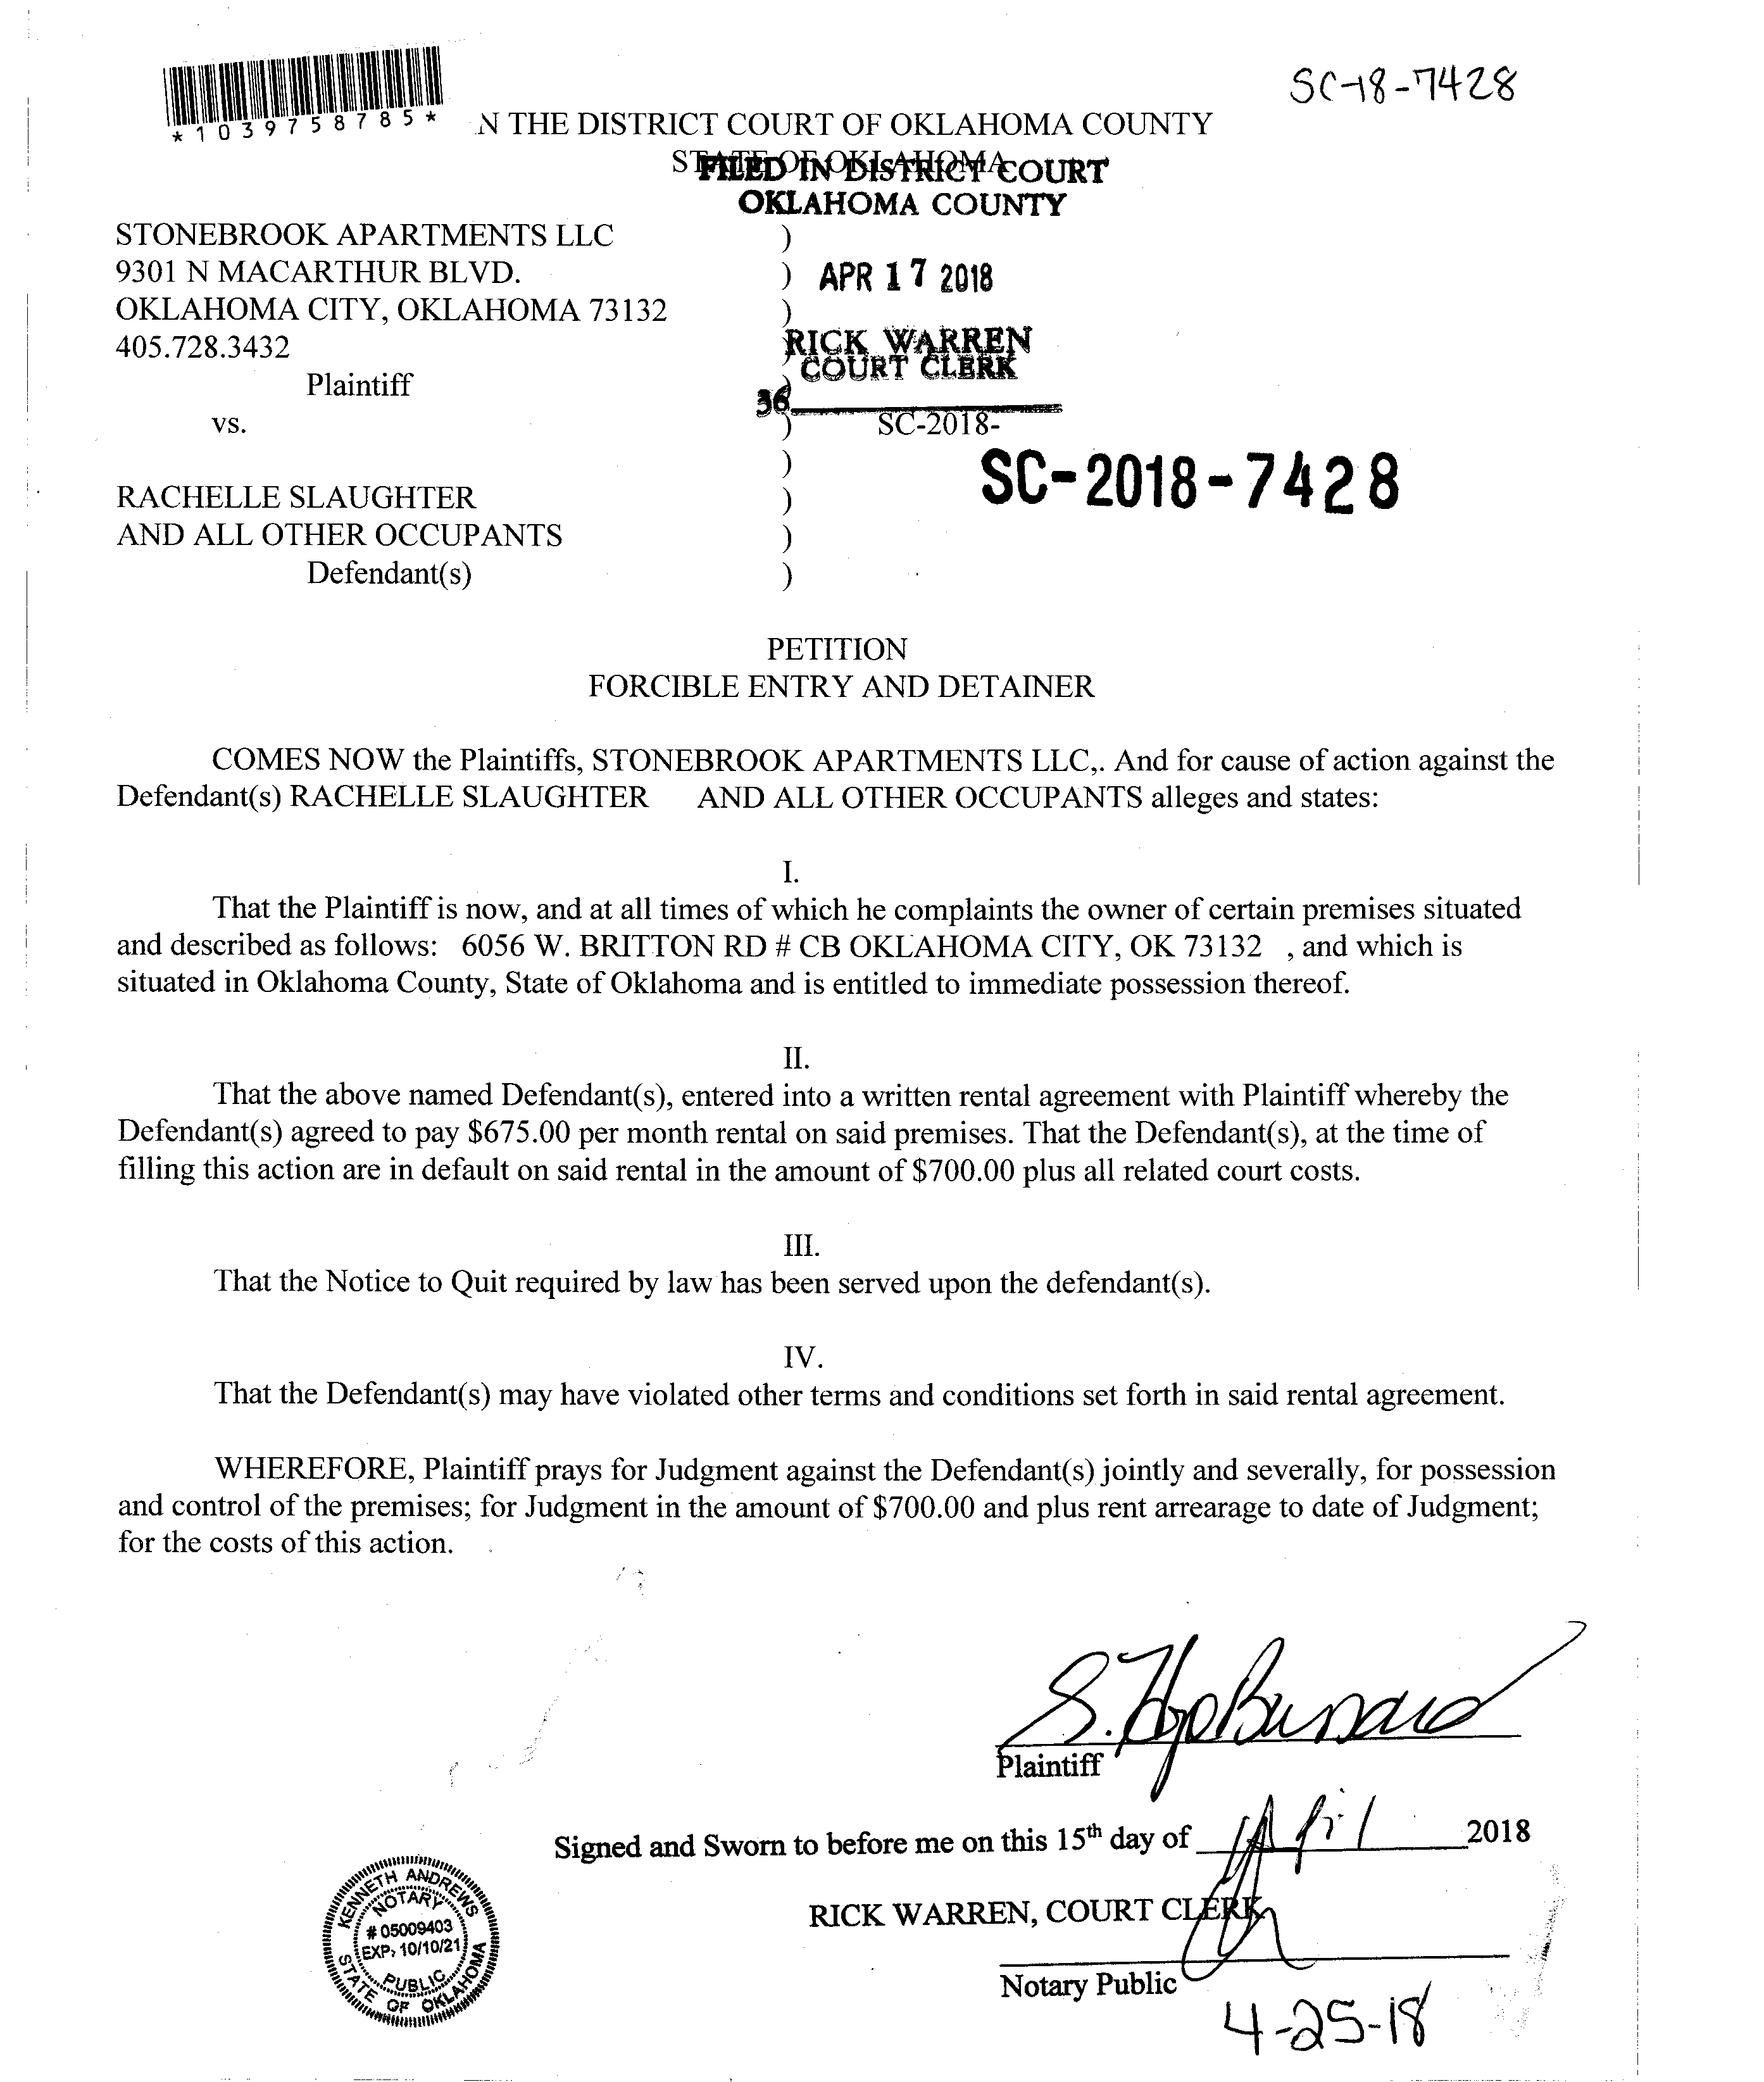 SC-18-7428
*1039758785*
N THE DISTRICT COURT OF OKLAHOMA COUNTY
STATE OF OKLAHOMA
FILED IN DISTRICT COURT
OKLAHOMA COUNTY
STONEBROOK APARTMENTS LLC )
9301 N MACARTHUR BLVD. ) APR 17 2018
OKLAHOMA CITY, OKLAHOMA 73132 )
405.728.3432 ) RICK WARREN
COURT CLERK
Plaintiff )
36
vs. ) SC-2018-
) SC-2018-7428
RACHELLE SLAUGHTER )
AND ALL OTHER OCCUPANTS )
Defendant(s) )
PETITION
FORCIBLE ENTRY AND DETAINER
COMES NOW the Plaintiffs, STONEBROOK APARTMENTS LLC,. And for cause of action against the
Defendant(s) RACHELLE SLAUGHTER AND ALL OTHER OCCUPANTS alleges and states:
I.
That the Plaintiff is now, and at all times of which he complaints the owner of certain premises situated
and described as follows: 6056 W. BRITTON RD # CB OKLAHOMA CITY, OK 73132 , and which is
situated in Oklahoma County, State of Oklahoma and is entitled to immediate possession thereof.
II.
That the above named Defendant(s), entered into a written rental agreement with Plaintiff whereby the
Defendant(s) agreed to pay $675.00 per month rental on said premises. That the Defendant(s), at the time of
filling this action are in default on said rental in the amount of $700.00 plus all related court costs.
III.
That the Notice to Quit required by law has been served upon the defendant(s).
IV.
That the Defendant(s) may have violated other terms and conditions set forth in said rental agreement.
WHEREFORE, Plaintiff prays for Judgment against the Defendant(s) jointly and severally, for possession
and control of the premises; for Judgment in the amount of $700.00 and plus rent arrearage to date of Judgment;
for the costs of this action.
Plaintiff
Signed and Sworn to before me on this 15th day of April 2018
RICK WARREN, COURT CLERK
Notary Public
4-25-18
KENNETH ANDREWS
NOTARY
# 05009403
EXP. 10/10/21
PUBLIC
STATE OF OKLAHOMA